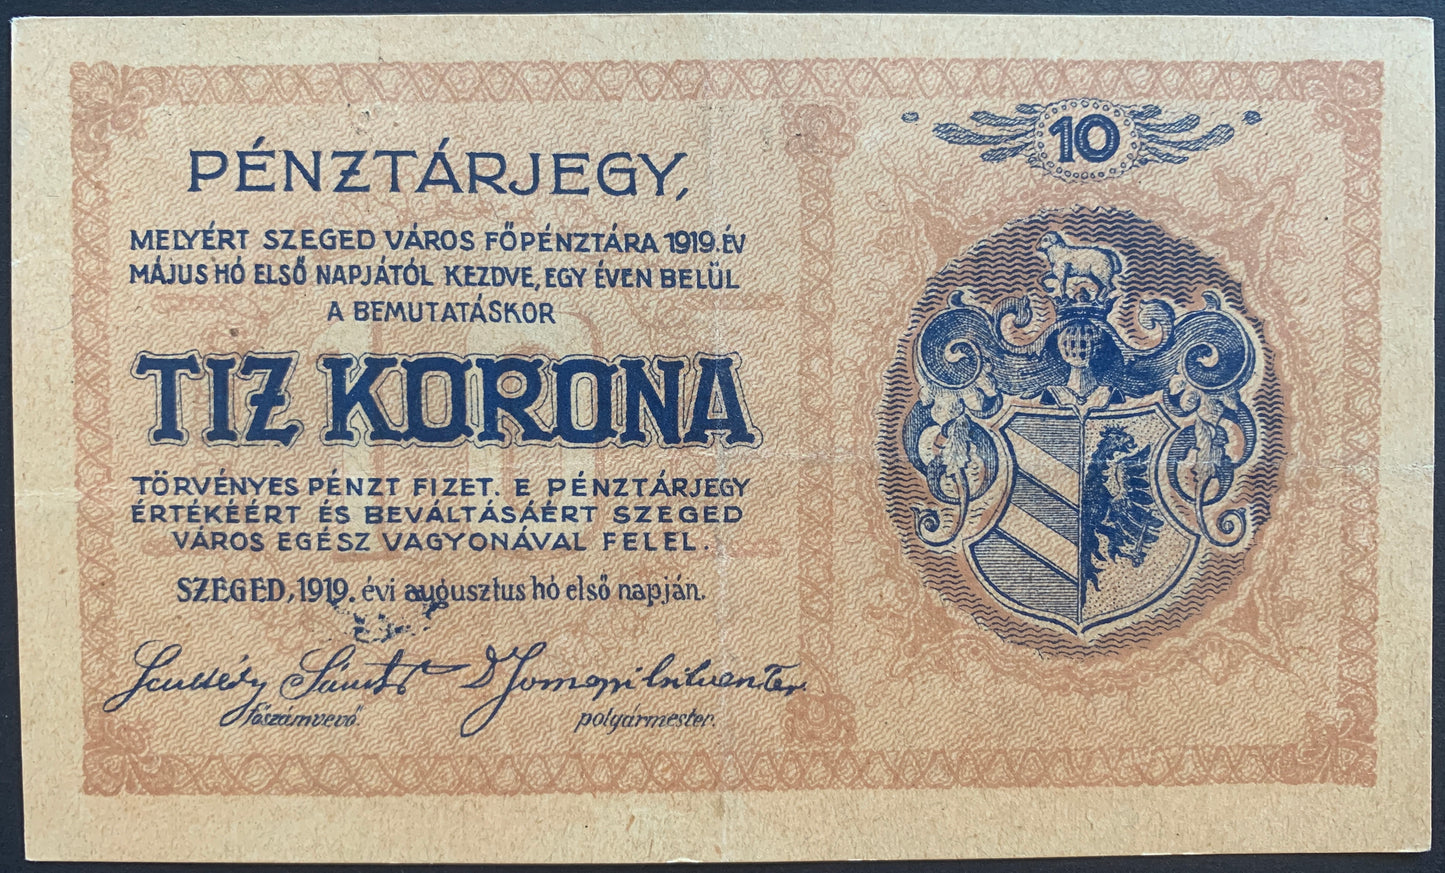 PÉNZTÁRJEGY,
MELYÉRT SZEGED VÁROS FŐPÉNZTÁRA 1919. ÉV
MÁJUS HÓ ELSŐ NAPJÁTÓL KEZDVE, EGY ÉVEN BELÜL
A BEMUTATÁSKOR
TIZ KORONA
TÖRVÉNYES PÉNZT FIZET. E PÉNZTÁRJEGY
ÉRTÉKÉÉRT ÉS BEVÁLTÁSÁÉRT SZEGED
VÁROS EGÉSZ VAGYONÁVAL FELEL.
SZEGED, 1919. évi augusztus hó első napján.
Sándor
főszámvevő.
polgármester.
10